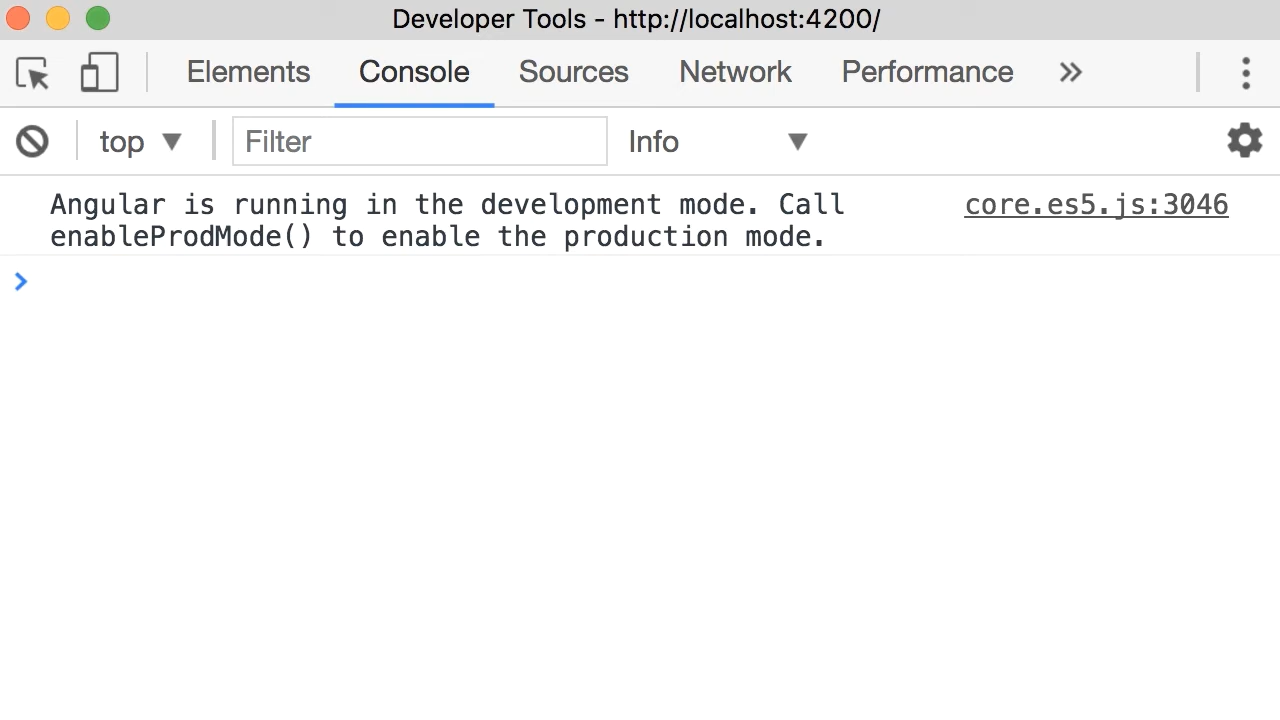 Developer Tools - http://localhost:4200/
Elements Console Sources Network Performance »
top Filter Info
Angular is running in the development mode. Call core.es5.js:3046
enableProdMode() to enable the production mode.